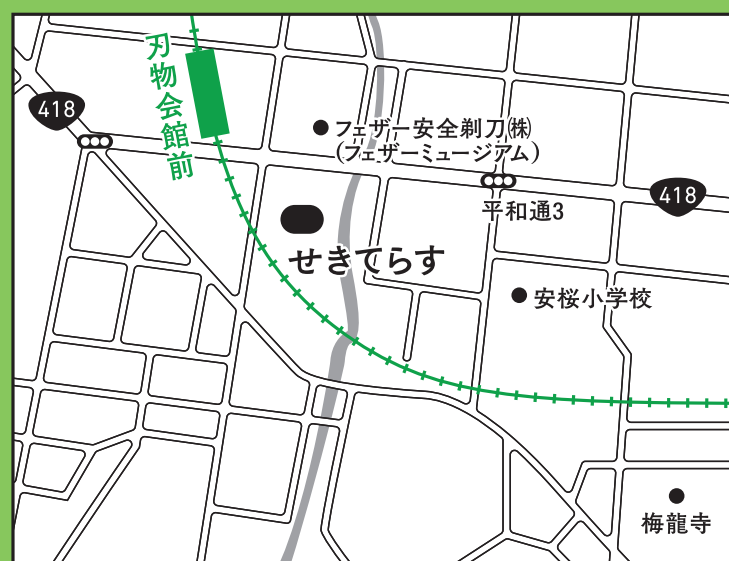 刃物会館前
418
フェザー安全剃刀㈱
(フェザーミュージアム)
418
平和通3
せきてらす
安桜小学校
梅龍寺